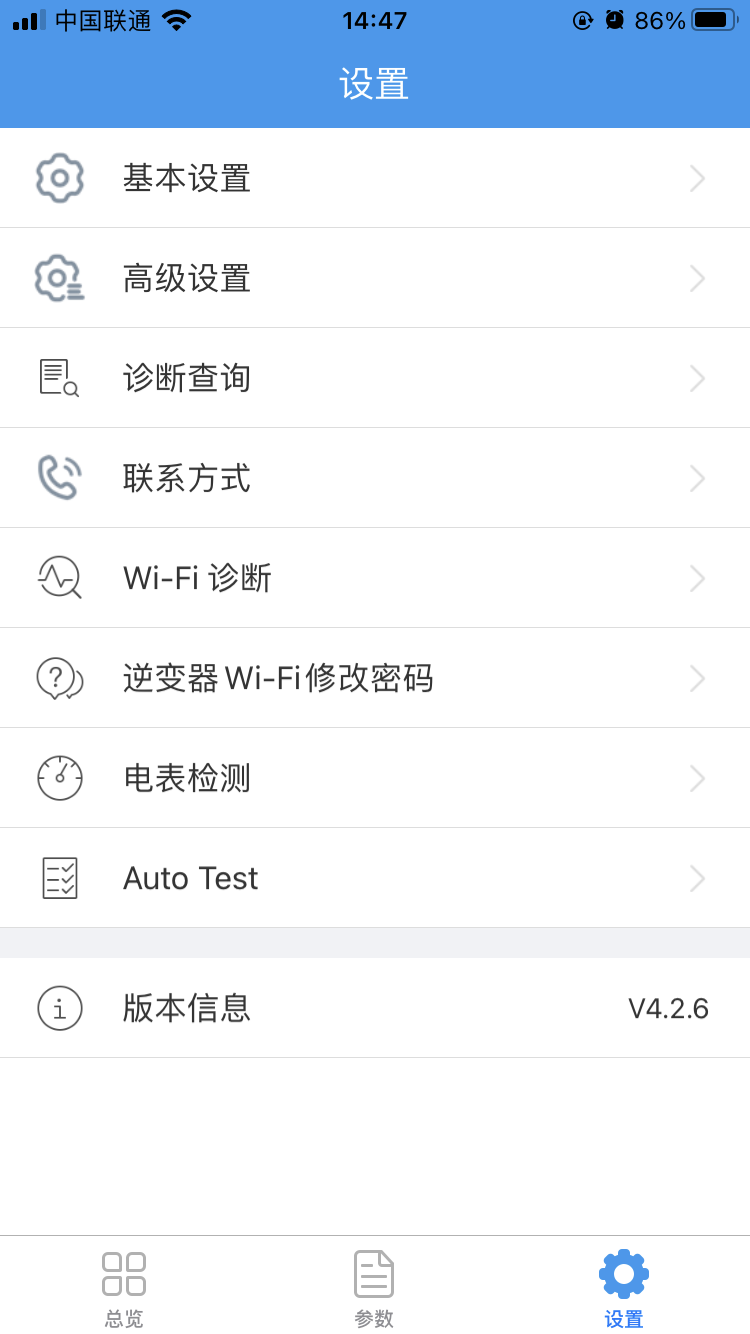 中国联通 14:47 86%
设置
基本设置
高级设置
诊断查询
联系方式
Wi-Fi 诊断
逆变器Wi-Fi修改密码
电表检测
Auto Test
版本信息 V4.2.6
总览 参数 设置